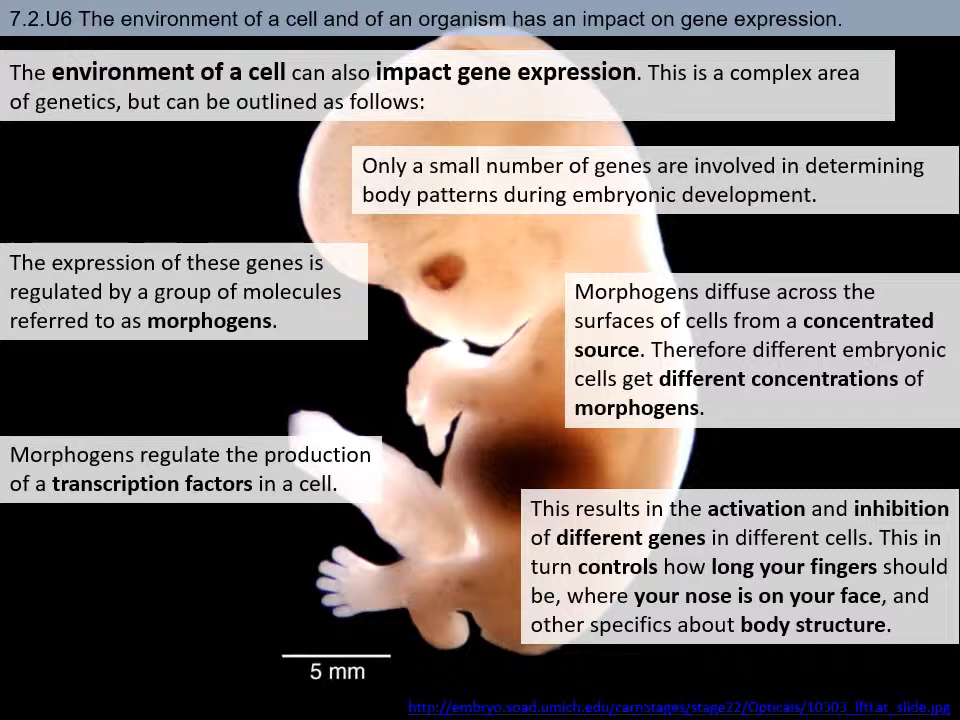 7.2.U6 The environment of a cell and of an organism has an impact on gene expression.
The environment of a cell can also impact gene expression. This is a complex area
of genetics, but can be outlined as follows:
Only a small number of genes are involved in determining
body patterns during embryonic development.
The expression of these genes is
regulated by a group of molecules
referred to as morphogens.
Morphogens diffuse across the
surfaces of cells from a concentrated
source. Therefore different embryonic
cells get different concentrations of
morphogens.
Morphogens regulate the production
of a transcription factors in a cell.
This results in the activation and inhibition
of different genes in different cells. This in
turn controls how long your fingers should
be, where your nose is on your face, and
other specifics about body structure.
5 mm